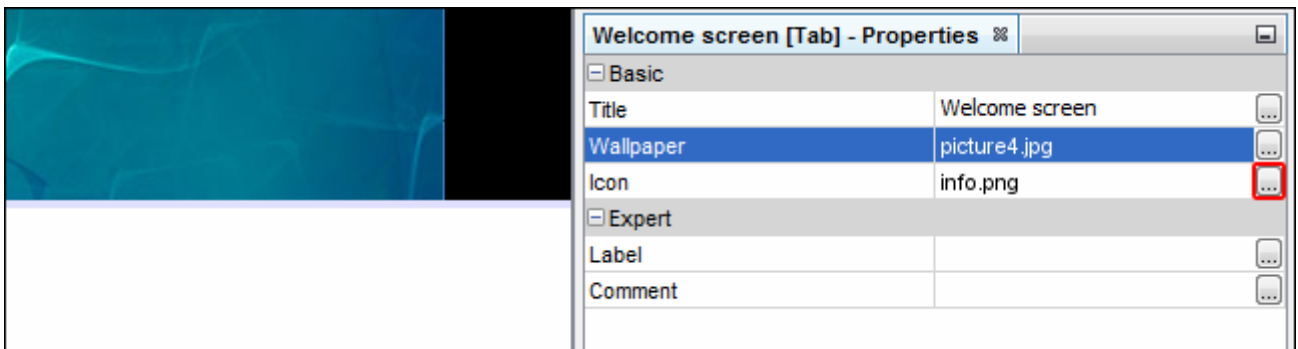 Welcome screen [Tab] - Properties
Basic
Title Welcome screen ...
Wallpaper picture4.jpg ...
Icon info.png ...
Expert
Label ...
Comment ...